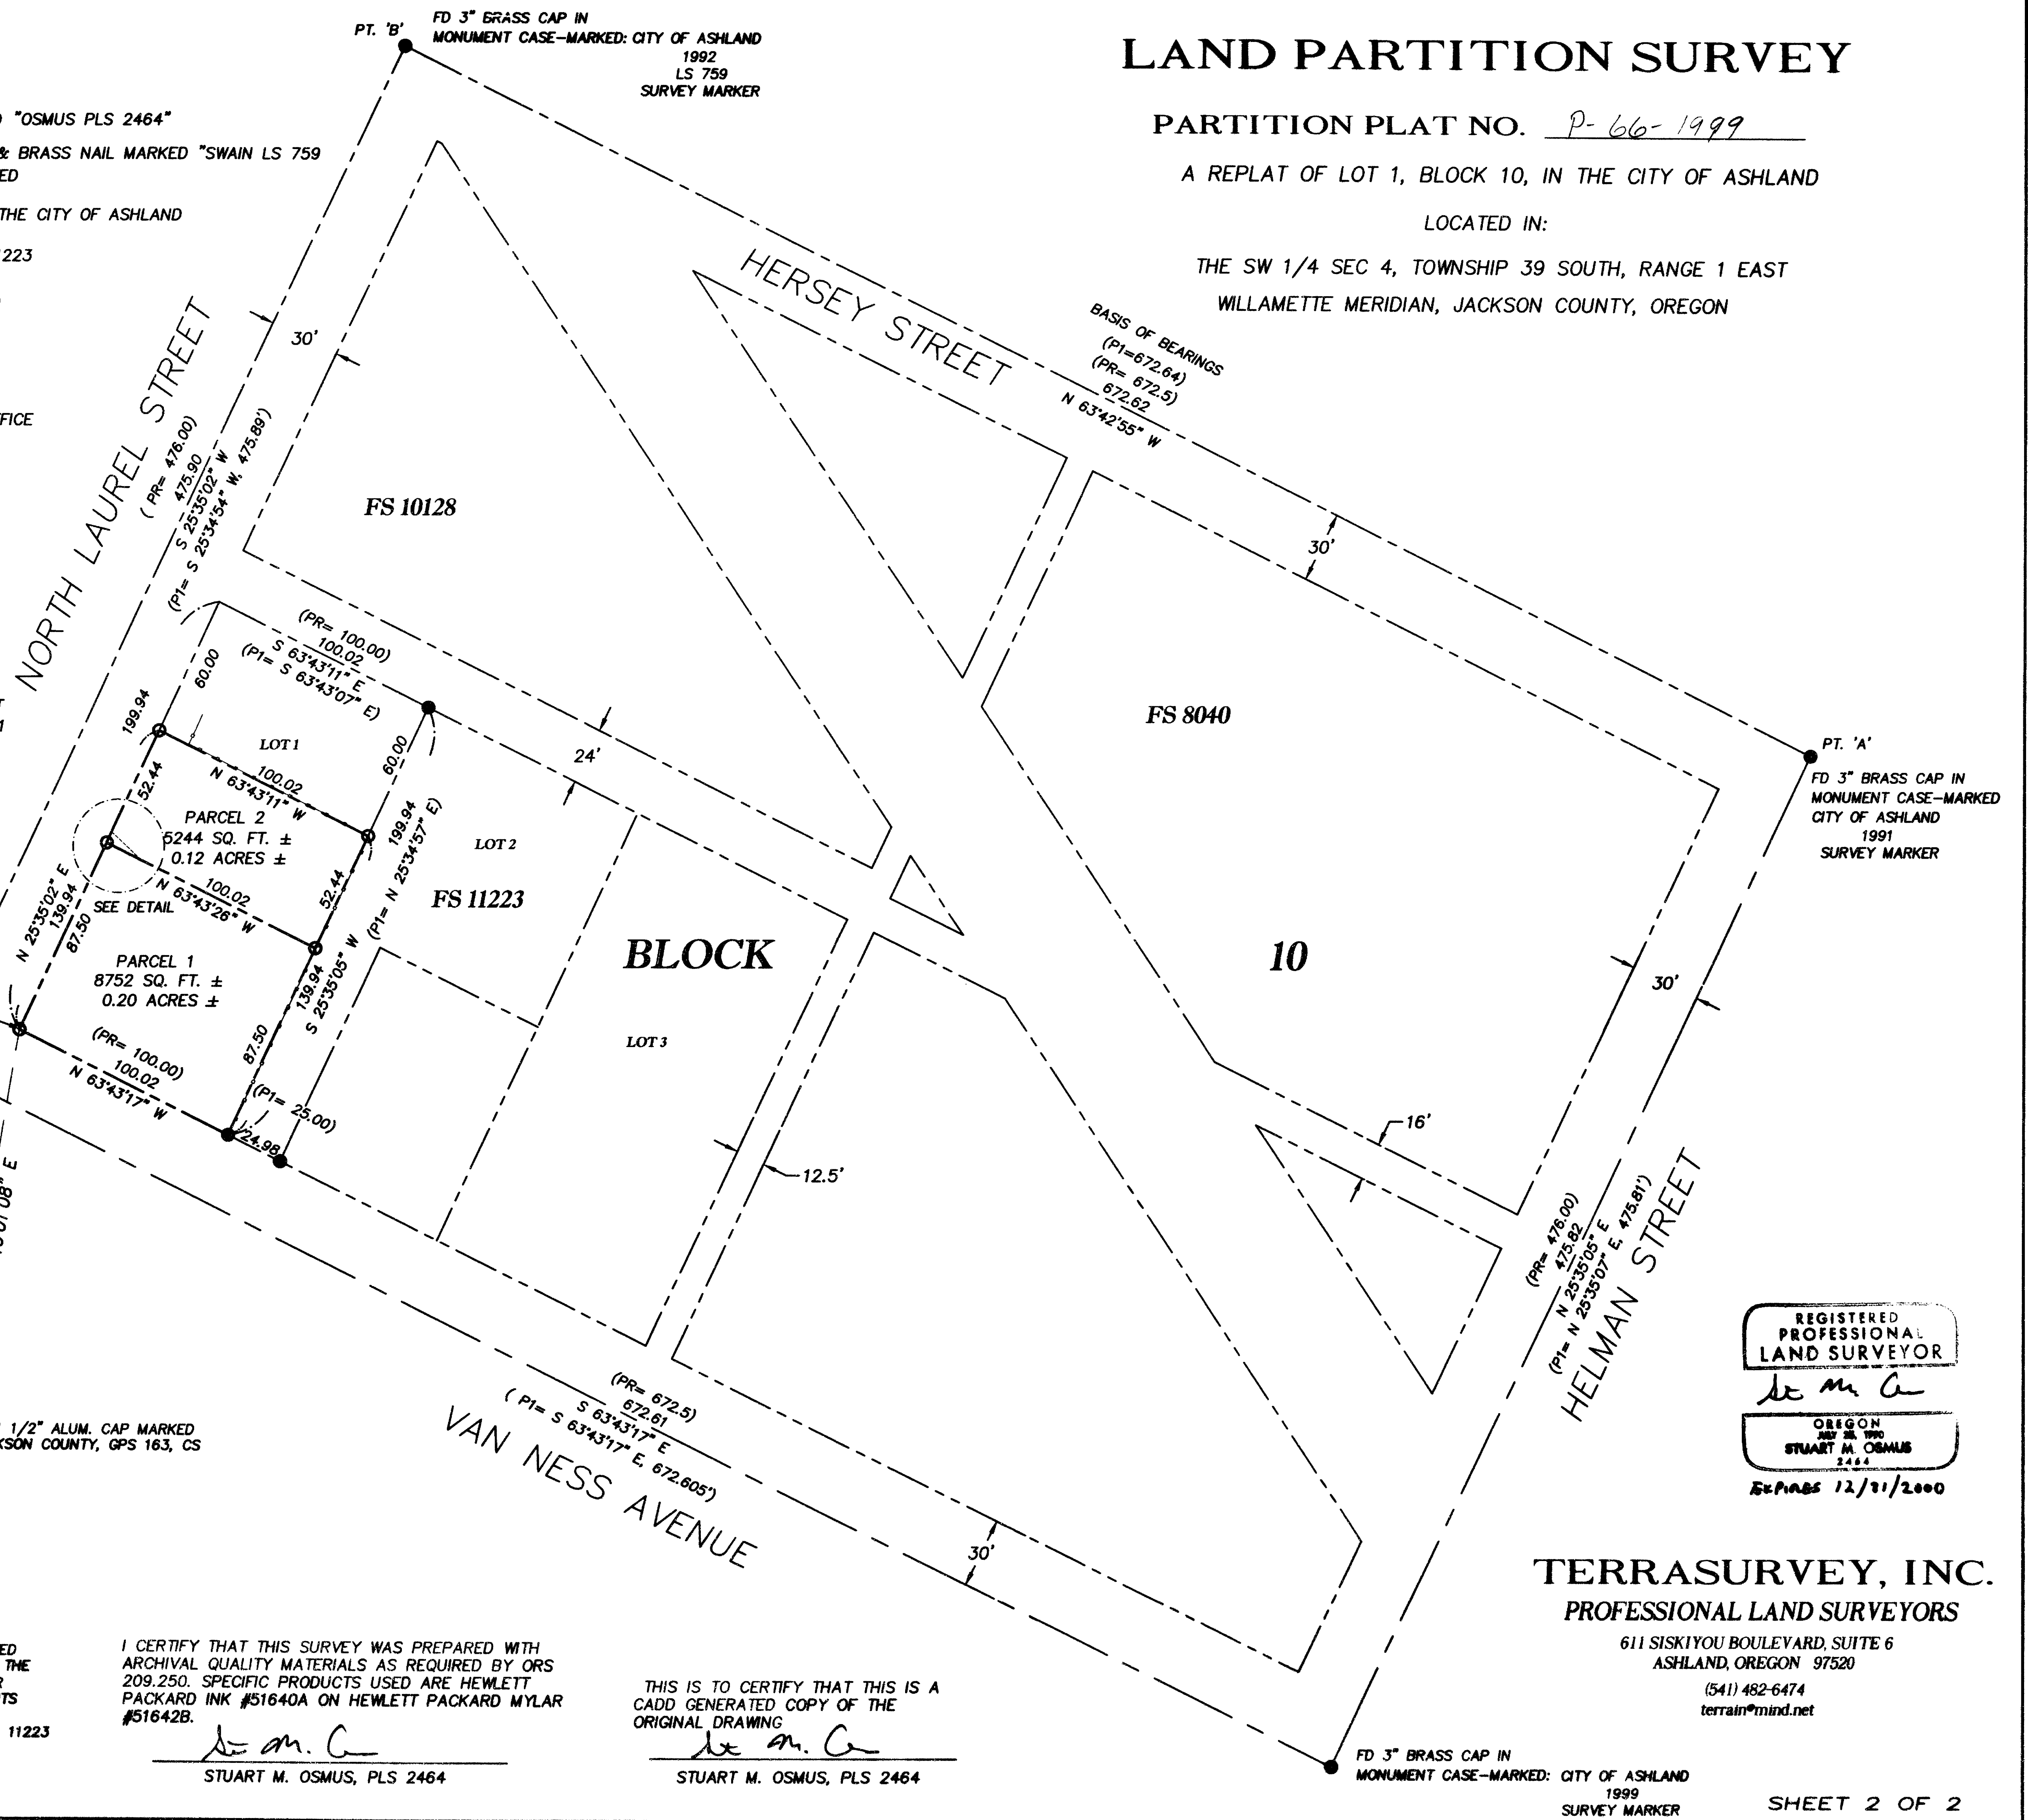 LAND PARTITION SURVEY
PARTITION PLAT NO. P-66-1999
A REPLAT OF LOT 1, BLOCK 10, IN THE CITY OF ASHLAND
LOCATED IN:
THE SW 1/4 SEC 4, TOWNSHIP 39 SOUTH, RANGE 1 EAST
WILLAMETTE MERIDIAN, JACKSON COUNTY, OREGON
PT. 'B'
FD 3" BRASS CAP IN
MONUMENT CASE-MARKED: CITY OF ASHLAND
1992
LS 759
SURVEY MARKER
"OSMUS PLS 2464"
& BRASS NAIL MARKED "SWAIN LS 759
ED
THE CITY OF ASHLAND
223
FICE
HERSEY STREET
BASIS OF BEARINGS
(P1=672.64)
(PR= 672.5)
672.62
N 63°42'55" W
30'
NORTH LAUREL STREET
30'
(PR= 476.00)
475.90
S 25°35'02" W
(P1= S 25°34'54" W, 475.89')
FS 10128
(PR= 100.00)
100.02
S 63°43'11" E
(P1= S 63°43'07" E)
24'
60.00
199.94
LOT 1
60.00
100.02
N 63°43'11" W
52.44
PARCEL 2
5244 SQ. FT. ±
0.12 ACRES ±
199.94
(P1= N 25°34'57" E)
52.44
100.02
N 63°43'26" W
SEE DETAIL
N 25°35'02" E
139.94
87.50
PARCEL 1
8752 SQ. FT. ±
0.20 ACRES ±
139.94
S 25°35'05" W
87.50
(PR= 100.00)
100.02
N 63°43'17" W
(P1= 25.00)
24.98
LOT 2
FS 11223
BLOCK
10
LOT 3
FS 8040
12.5'
16'
30'
PT. 'A'
FD 3" BRASS CAP IN
MONUMENT CASE-MARKED
CITY OF ASHLAND
1991
SURVEY MARKER
(PR= 476.00)
475.82
N 25°35'05" E
(P1= N 25°35'07" E, 475.81')
HELMAN STREET
(PR= 672.5)
672.61
S 63°43'17" E
( P1= S 63°43'17" E, 672.605')
VAN NESS AVENUE
30'
1/2" ALUM. CAP MARKED
KSON COUNTY, GPS 163, CS
REGISTERED
PROFESSIONAL
LAND SURVEYOR
OREGON
STUART M. OSMUS
2464
EXPIRES 12/31/2000
TERRASURVEY, INC.
PROFESSIONAL LAND SURVEYORS
611 SISKIYOU BOULEVARD, SUITE 6
ASHLAND, OREGON 97520
(541) 482-6474
terrain@mind.net
ED
THE
TS
11223
I CERTIFY THAT THIS SURVEY WAS PREPARED WITH
ARCHIVAL QUALITY MATERIALS AS REQUIRED BY ORS
209.250. SPECIFIC PRODUCTS USED ARE HEWLETT
PACKARD INK #51640A ON HEWLETT PACKARD MYLAR
#51642B.
STUART M. OSMUS, PLS 2464
THIS IS TO CERTIFY THAT THIS IS A
CADD GENERATED COPY OF THE
ORIGINAL DRAWING
STUART M. OSMUS, PLS 2464
FD 3" BRASS CAP IN
MONUMENT CASE-MARKED: CITY OF ASHLAND
1999
SURVEY MARKER
SHEET 2 OF 2